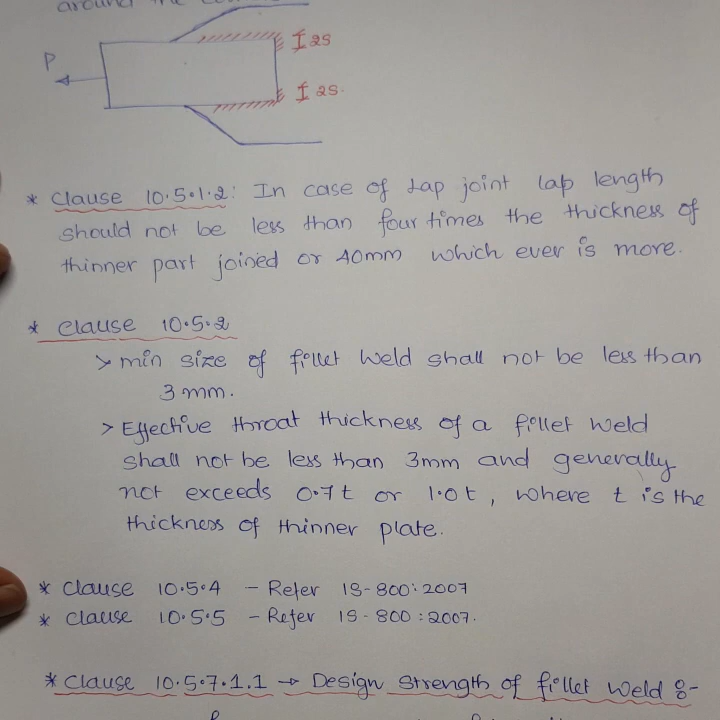 around the
I 2S
P
I 2S.
* Clause 10.5.1.2: In case of Lap joint lap length
should not be less than four times the thickness of
thinner part joined or 40mm which ever is more.
* Clause 10.5.2
> min size of fillet weld shall not be less than
3 mm.
> Effective throat thickness of a fillet weld
shall not be less than 3mm and generally
not exceeds 0.7t or 1.0t, where t is the
thickness of thinner plate.
* Clause 10.5.4 - Refer IS-800:2007
* Clause 10.5.5 - Refer IS-800:2007.
* Clause 10.5.7.1.1 → Design Strength of fillet weld :-